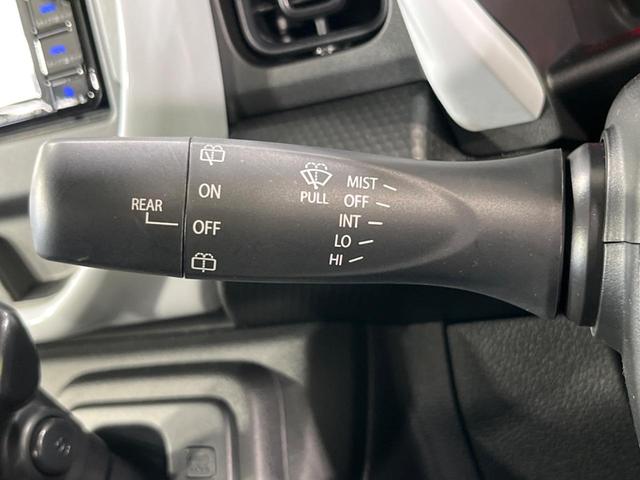 REAR
ON
OFF
PULL
MIST
OFF
INT
LO
HI